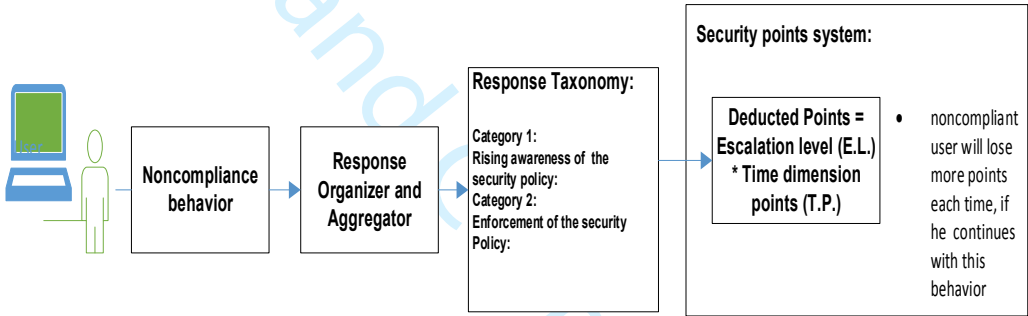 Security points system:
Response Taxonomy:
Category 1:
Rising awareness of the
security policy:
Category 2:
Enforcement of the security
Policy:
Noncompliance
behavior
Response
Organizer and
Aggregator
Deducted Points =
Escalation level (E.L.)
* Time dimension
points (T.P.)
• noncompliant
user will lose
more points
each time, if
he continues
with this
behavior